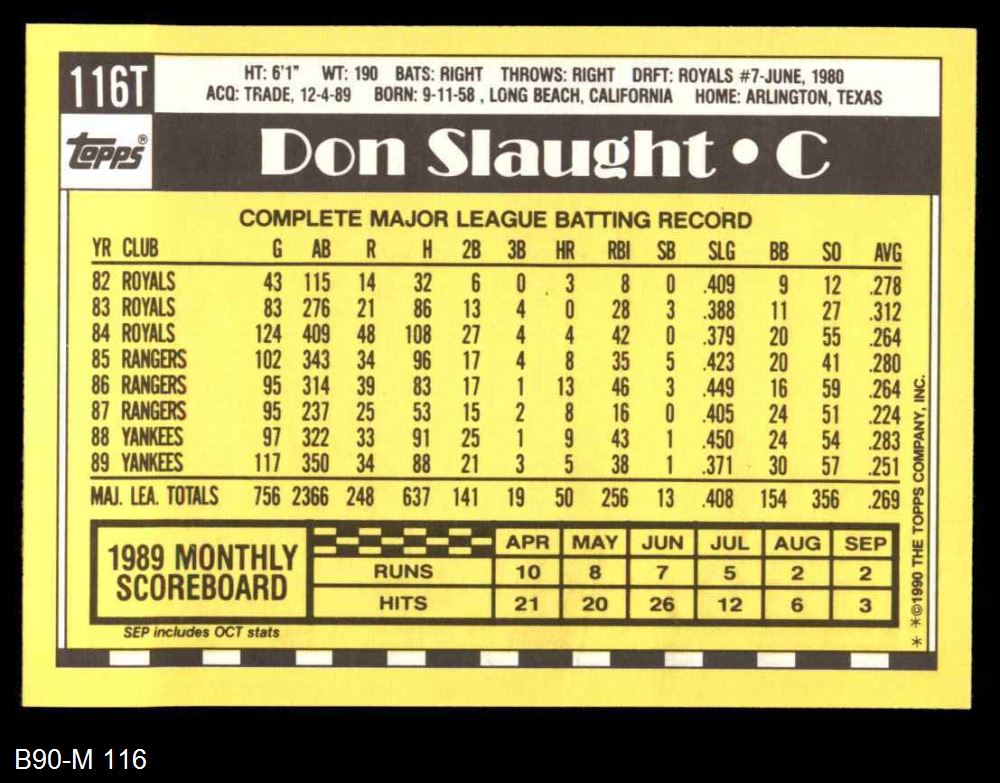 116T
HT: 6'1" WT: 190 BATS: RIGHT THROWS: RIGHT DRFT: ROYALS #7-JUNE, 1980
ACQ: TRADE, 12-4-89 BORN: 9-11-58 , LONG BEACH, CALIFORNIA HOME: ARLINGTON, TEXAS
topps®
Don Slaught • C
COMPLETE MAJOR LEAGUE BATTING RECORD
YR CLUB G AB R H 2B 3B HR RBI SB SLG BB SO AVG
82 ROYALS 43 115 14 32 6 0 3 8 0 .409 9 12 .278
83 ROYALS 83 276 21 86 13 4 0 28 3 .388 11 27 .312
84 ROYALS 124 409 48 108 27 4 4 42 0 .379 20 55 .264
85 RANGERS 102 343 34 96 17 4 8 35 5 .423 20 41 .280
86 RANGERS 95 314 39 83 17 1 13 46 3 .449 16 59 .264
87 RANGERS 95 237 25 53 15 2 8 16 0 .405 24 51 .224
88 YANKEES 97 322 33 91 25 1 9 43 1 .450 24 54 .283
89 YANKEES 117 350 34 88 21 3 5 38 1 .371 30 57 .251
MAJ. LEA. TOTALS 756 2366 248 637 141 19 50 256 13 .408 154 356 .269
1989 MONTHLY
SCOREBOARD
APR MAY JUN JUL AUG SEP
RUNS 10 8 7 5 2 2
HITS 21 20 26 12 6 3
SEP includes OCT stats
* *©1990 THE TOPPS COMPANY, INC.
B90-M 116